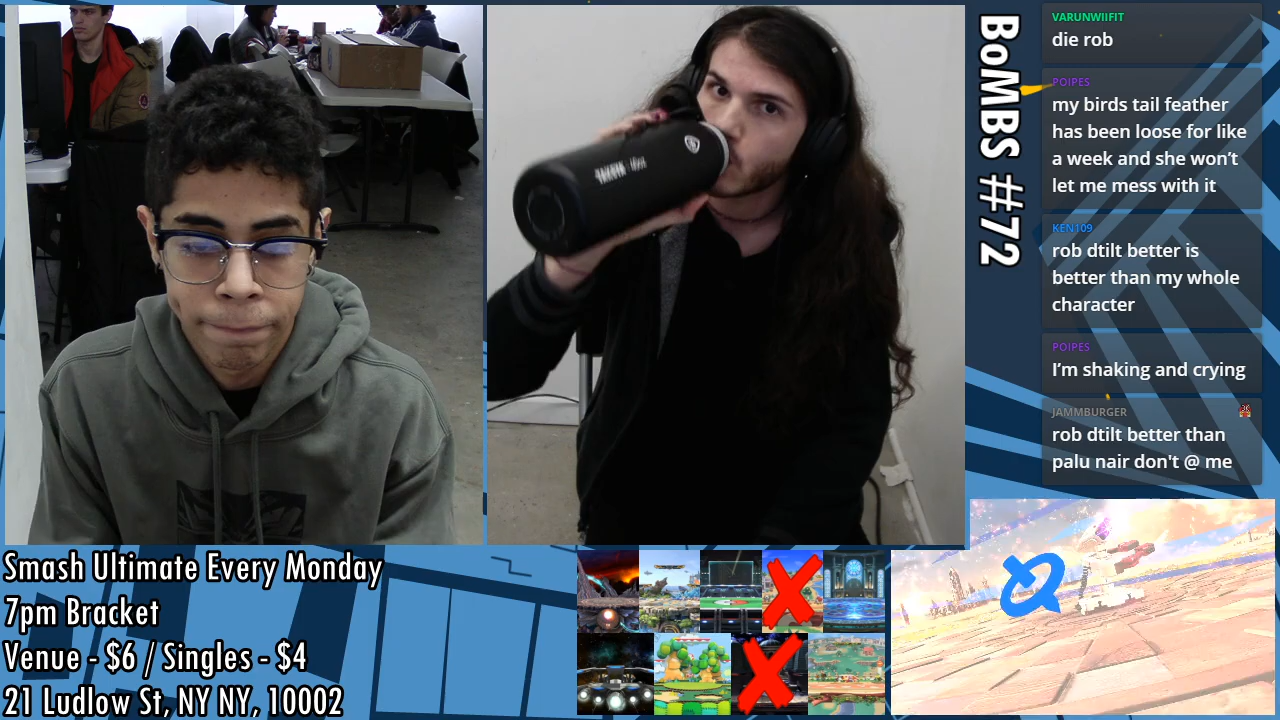 BoMBS #72
VARUNWIIFIT
die rob
POIPES
my birds tail feather
has been loose for like
a week and she won't
let me mess with it
KEN109
rob dtilt better is
better than my whole
character
POIPES
I'm shaking and crying
JAMMBURGER
rob dtilt better than
palu nair don't @ me
Smash Ultimate Every Monday
7pm Bracket
Venue - $6 / Singles - $4
21 Ludlow St, NY NY, 10002